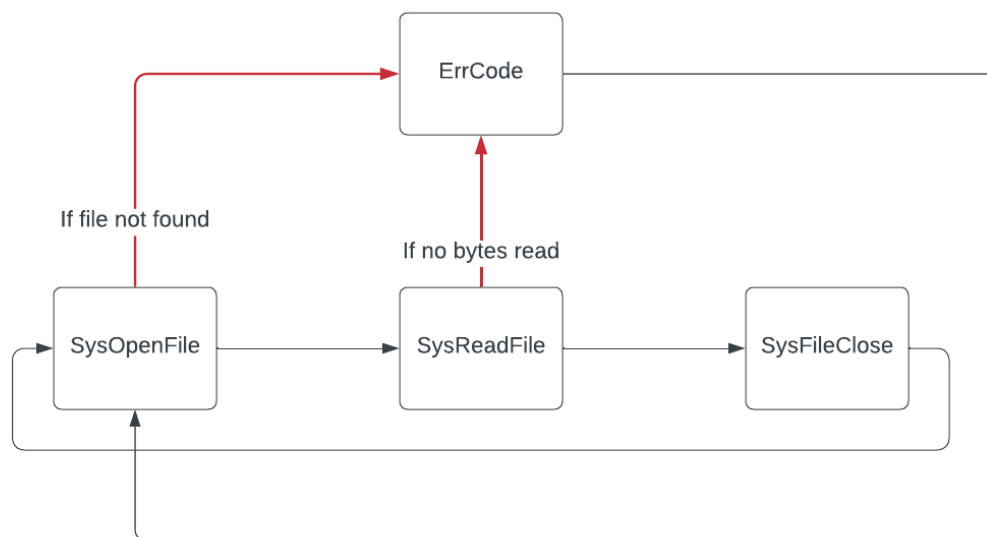 ErrCode
If file not found
If no bytes read
SysOpenFile
SysReadFile
SysFileClose